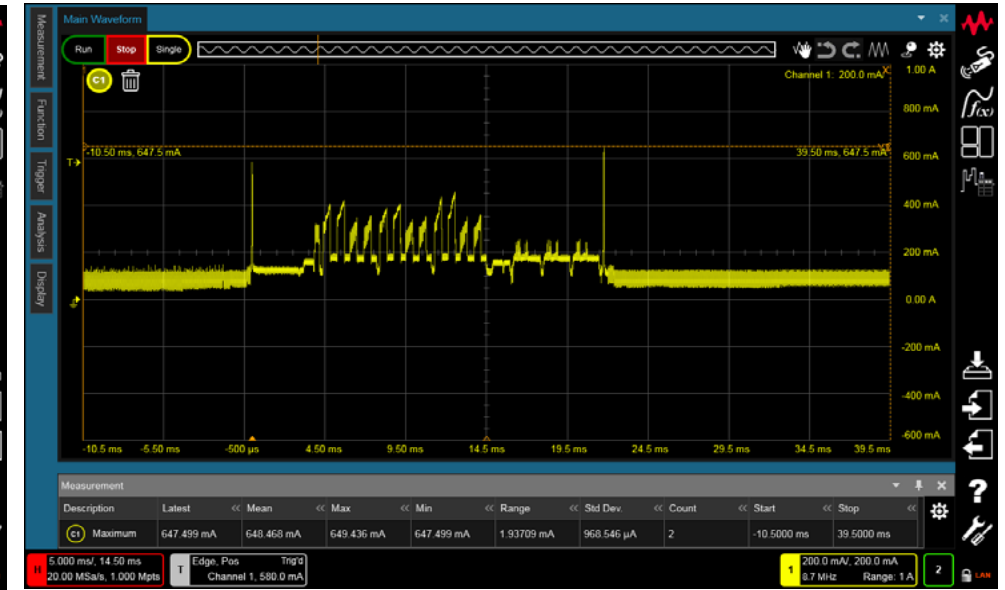 Main Waveform
Run Stop Single
C1
Channel 1: 200.0 mA/
X
1.00 A
800 mA
-10.50 ms, 647.5 mA
39.50 ms, 647.5 mA
T
600 mA
400 mA
200 mA
0.00 A
-200 mA
-400 mA
-600 mA
-10.5 ms -5.50 ms -500 µs 4.50 ms 9.50 ms 14.5 ms 19.5 ms 24.5 ms 29.5 ms 34.5 ms 39.5 ms
Measurement
Function
Trigger
Analysis
Display
f(x)
Measurement
Description Latest Mean Max Min Range Std Dev. Count Start Stop
C1 Maximum 647.499 mA 648.468 mA 649.436 mA 647.499 mA 1.93709 mA 968.546 µA 2 -10.5000 ms 39.5000 ms
?
H 5.000 ms/, 14.50 ms
20.00 MSa/s, 1.000 Mpts
T Edge, Pos Trig'd
Channel 1, 580.0 mA
1 200.0 mA/, 200.0 mA
8.7 MHz Range: 1 A
2
LAN